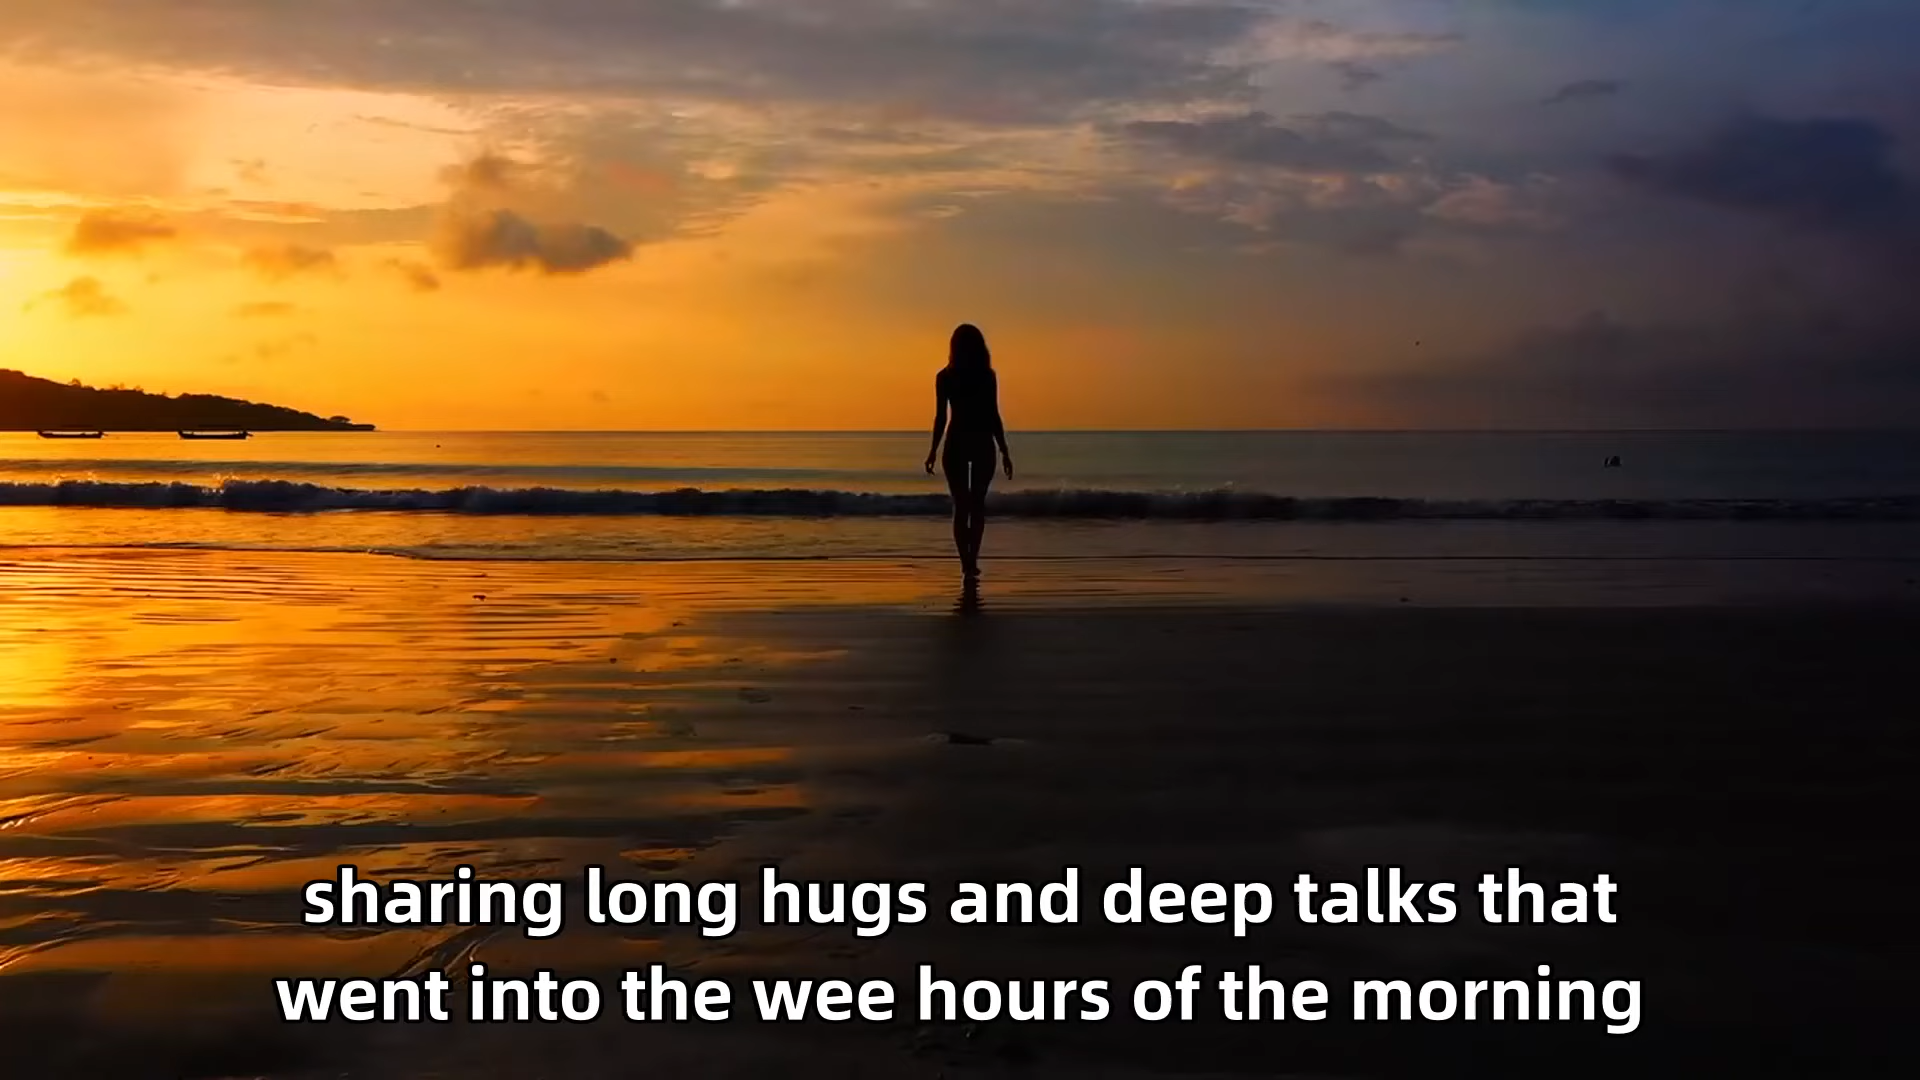 sharing long hugs and deep talks that
went into the wee hours of the morning